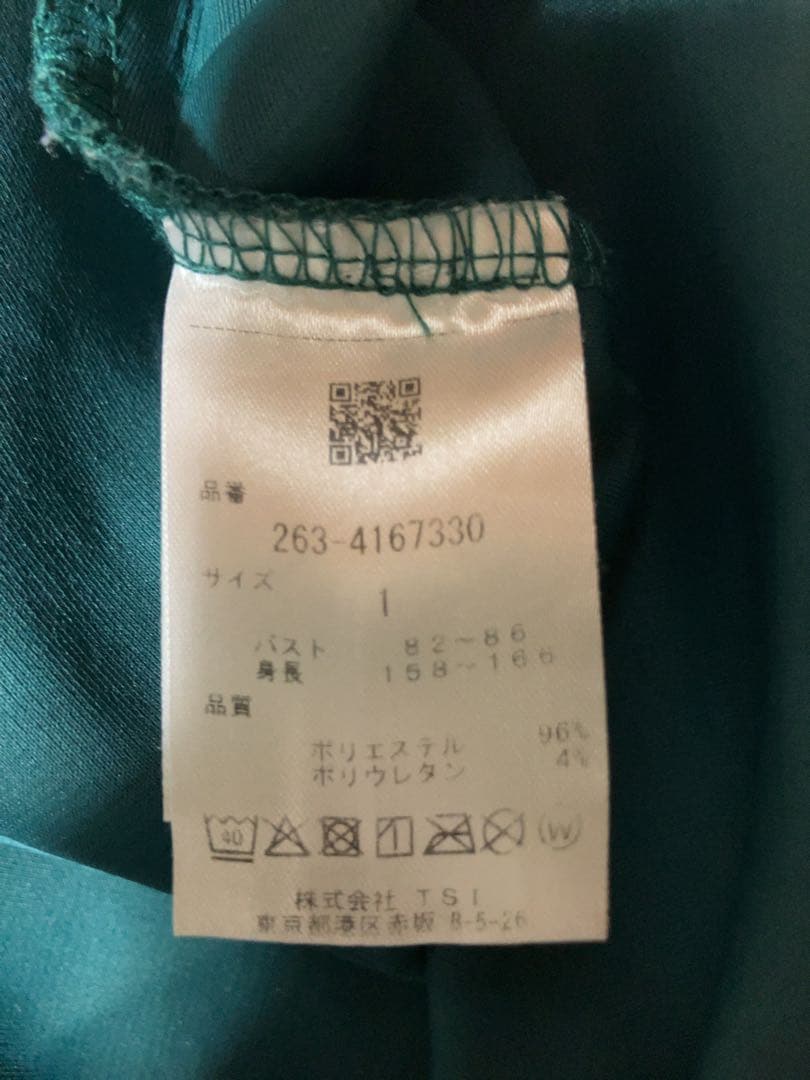 品番
263-4167330
サイズ
1
バスト 82～86
身長 158～166
品質
ポリエステル 96%
ポリウレタン 4%
40 W
株式会社 TSI
東京都港区赤坂 8-5-26